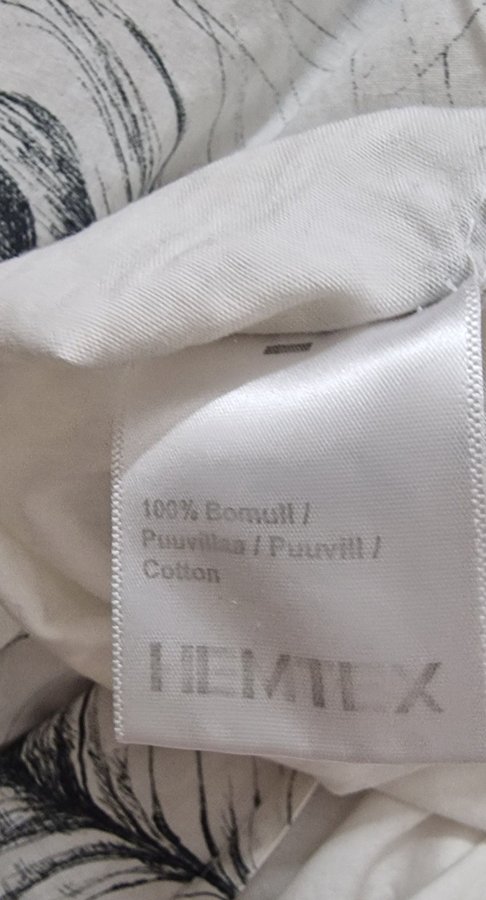 100% Bomull /
Puuvillaa / Puuvill /
Cotton
HEMTEX